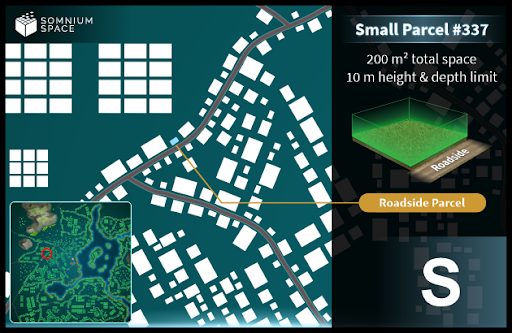 SOMNIUM
SPACE
Small Parcel #337
200 m² total space
10 m height & depth limit
Roadside
Roadside Parcel
S